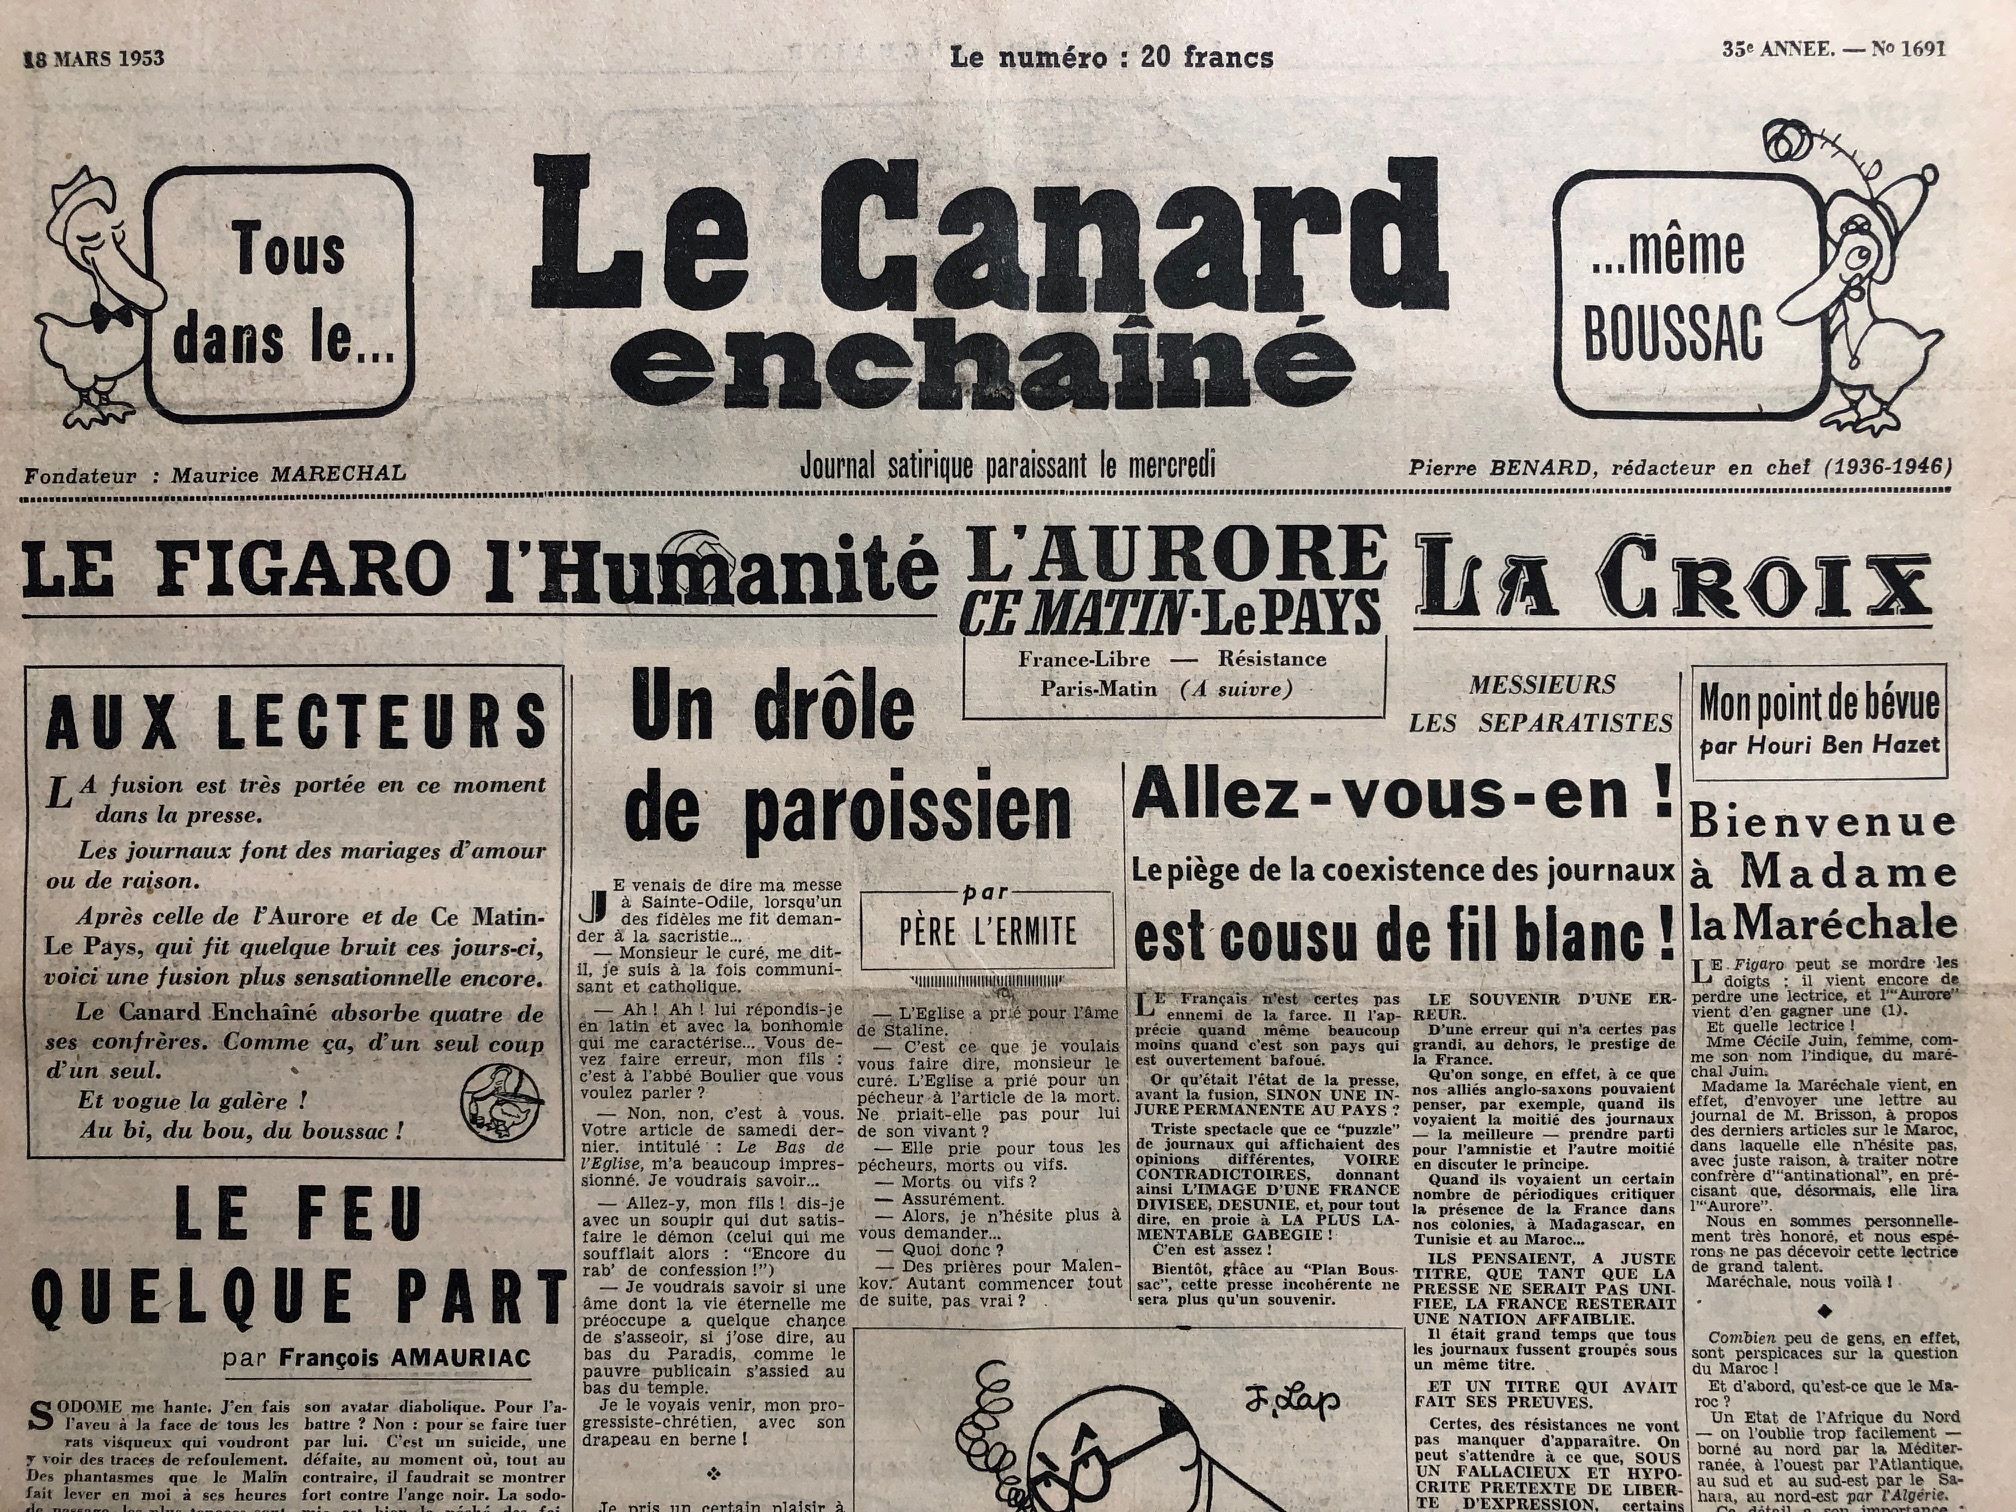 18 MARS 1953
Le numéro : 20 francs
35e ANNEE. — No 1691
Tous
dans le...
Le Canard
enchaîné
...même
BOUSSAC
Fondateur : Maurice MARECHAL
Journal satirique paraissant le mercredi
Pierre BENARD, rédacteur en chef (1936-1946)
LE FIGARO l'Humanité
L'AURORE
CE MATIN-Le PAYS
France-Libre — Résistance
Paris-Matin (A suivre)
LA CROIX
AUX LECTEURS
LA fusion est très portée en ce moment
dans la presse.
Les journaux font des mariages d'amour
ou de raison.
Après celle de l'Aurore et de Ce Matin-
Le Pays, qui fit quelque bruit ces jours-ci,
voici une fusion plus sensationnelle encore.
Le Canard Enchaîné absorbe quatre de
ses confrères. Comme ça, d'un seul coup
d'un seul.
Et vogue la galère !
Au bi, du bou, du boussac !
LE FEU
QUELQUE PART
par François AMAURIAC
SODOME me hante. J'en fais
l'aveu à la face de tous les
rats visqueux qui voudront
y voir des traces de refoulement.
Des phantasmes que le Malin
fait lever en moi à ses heures
son avatar diabolique. Pour l'a-
battre ? Non : pour se faire tuer
par lui. C'est un suicide, une
défaite, au moment où, tout au
contraire, il faudrait se montrer
fort contre l'ange noir. La sodo-
Un drôle
de paroissien
par
PÈRE L'ERMITE
JE venais de dire ma messe
à Sainte-Odile, lorsqu'un
des fidèles me fit deman-
der à la sacristie...
— Monsieur le curé, me dit-
il, je suis à la fois communi-
sant et catholique.
— Ah ! Ah ! lui répondis-je
en latin et avec la bonhomie
qui me caractérise... Vous de-
vez faire erreur, mon fils :
c'est à l'abbé Boulier que vous
voulez parler ?
— Non, non, c'est à vous.
Votre article de samedi der-
nier, intitulé : Le Bas de
l'Eglise, m'a beaucoup impres-
sionné. Je voudrais savoir...
— Allez-y, mon fils ! dis-je
avec un soupir qui dut satis-
faire le démon (celui qui me
soufflait alors : "Encore du
rab' de confession !")
— Je voudrais savoir si une
âme dont la vie éternelle me
préoccupe a quelque chance
de s'asseoir, si j'ose dire, au
bas du Paradis, comme le
pauvre publicain s'assied au
bas du temple.
Je le voyais venir, mon pro-
gressiste-chrétien, avec son
drapeau en berne !
Je pris un certain plaisir à
— L'Eglise a prié pour l'âme
de Staline.
— C'est ce que je voulais
vous faire dire, monsieur le
curé. L'Eglise a prié pour un
pécheur à l'article de la mort.
Ne priait-elle pas pour lui
de son vivant ?
— Elle prie pour tous les
pécheurs, morts ou vifs.
— Morts ou vifs ?
— Assurément.
— Alors, je n'hésite plus à
vous demander...
— Quoi donc ?
— Des prières pour Malen-
kov. Autant commencer tout
de suite, pas vrai ?
J. Lap
MESSIEURS
LES SEPARATISTES
Allez-vous-en !
Le piège de la coexistence des journaux
est cousu de fil blanc !
LE Français n'est certes pas
ennemi de la farce. Il l'ap-
précie quand même beaucoup
moins quand c'est son pays qui
est ouvertement bafoué.
Or qu'était l'état de la presse,
avant la fusion, SINON UNE IN-
JURE PERMANENTE AU PAYS ?
Triste spectacle que ce "puzzle"
de journaux qui affichaient des
opinions différentes, VOIRE
CONTRADICTOIRES, donnant
ainsi L'IMAGE D'UNE FRANCE
DIVISEE, DESUNIE, et, pour tout
dire, en proie à LA PLUS LA-
MENTABLE GABEGIE !
C'en est assez !
Bientôt, grâce au "Plan Bous-
sac", cette presse incohérente ne
sera plus qu'un souvenir.
LE SOUVENIR D'UNE ER-
REUR.
D'une erreur qui n'a certes pas
grandi, au dehors, le prestige de
la France.
Qu'on songe, en effet, à ce que
nos alliés anglo-saxons pouvaient
penser, par exemple, quand ils
voyaient la moitié des journaux
— la meilleure — prendre parti
pour l'amnistie et l'autre moitié
en discuter le principe.
Quand ils voyaient un certain
nombre de périodiques critiquer
la présence de la France dans
nos colonies, à Madagascar, en
Tunisie et au Maroc...
ILS PENSAIENT, A JUSTE
TITRE, QUE TANT QUE LA
PRESSE NE SERAIT PAS UNI-
FIEE, LA FRANCE RESTERAIT
UNE NATION AFFAIBLIE.
Il était grand temps que tous
les journaux fussent groupés sous
un même titre.
ET UN TITRE QUI AVAIT
FAIT SES PREUVES.
Certes, des résistances ne vont
pas manquer d'apparaître. On
peut s'attendre à ce que, SOUS
UN FALLACIEUX ET HYPO-
CRITE PRETEXTE DE LIBER-
TE D'EXPRESSION, certains
Mon point de bévue
par Houri Ben Hazet
Bienvenue
à Madame
la Maréchale
LE Figaro peut se mordre les
doigts : il vient encore de
perdre une lectrice, et l'"Aurore"
vient d'en gagner une (1).
Et quelle lectrice !
Mme Cécile Juin, femme, com-
me son nom l'indique, du maré-
chal Juin.
Madame la Maréchale vient, en
effet, d'envoyer une lettre au
journal de M. Brisson, à propos
des derniers articles sur le Maroc,
dans laquelle elle n'hésite pas,
avec juste raison, à traiter notre
confrère d'"antinational", en pré-
cisant que, désormais, elle lira
l'"Aurore".
Nous en sommes personnelle-
ment très honoré, et nous espé-
rons ne pas décevoir cette lectrice
de grand talent.
Maréchale, nous voilà !
Combien peu de gens, en effet,
sont perspicaces sur la question
du Maroc !
Et d'abord, qu'est-ce que le Ma-
roc ?
Un Etat de l'Afrique du Nord
— on l'oublie trop facilement —
borné au nord par la Méditer-
ranée, à l'ouest par l'Atlantique,
au sud et au sud-est par le Sa-
hara, au nord-est par l'Algérie.